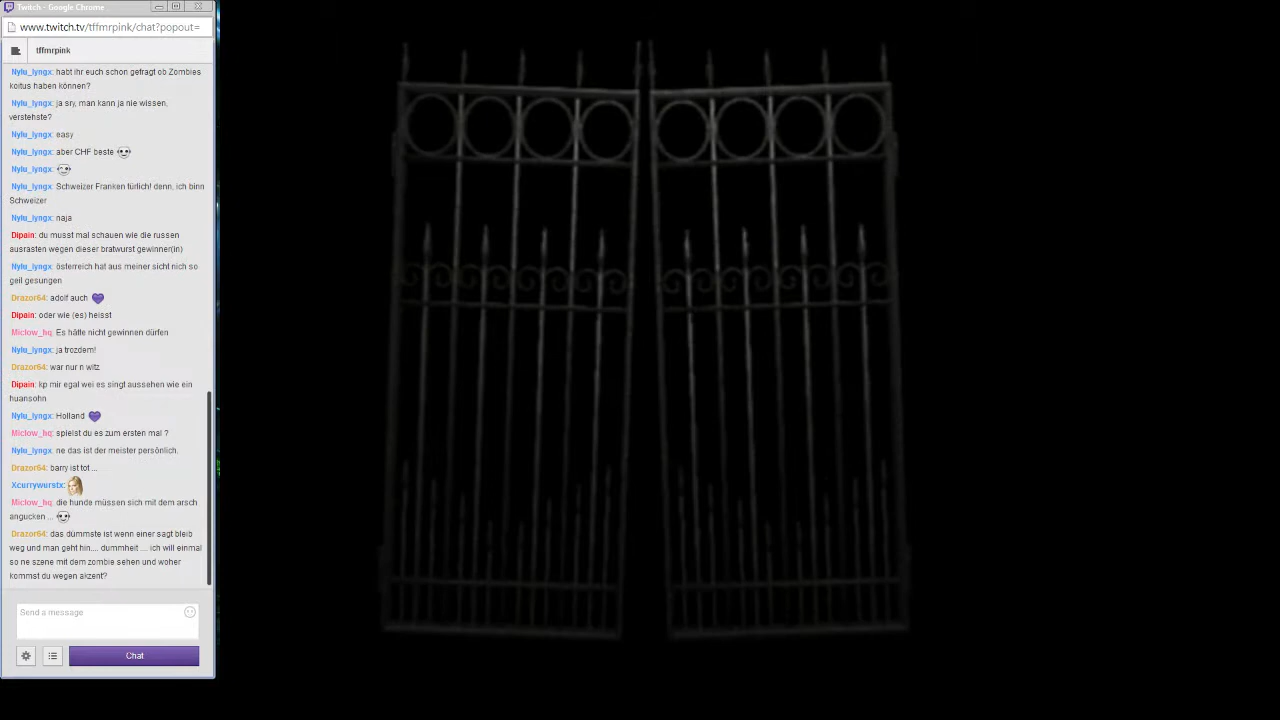 Twitch - Google Chrome
www.twitch.tv/tffmrpink/chat?popout=
tffmrpink
Nylu_lyngx: habt ihr euch schon gefragt ob Zombies
koitus haben können?
Nylu_lyngx: ja sry, man kann ja nie wissen,
verstehste?
Nylu_lyngx: easy
Nylu_lyngx: aber CHF beste
Nylu_lyngx:
Nylu_lyngx: Schweizer Franken türlich! denn, ich binn
Schweizer
Nylu_lyngx: naja
Dipain: du musst mal schauen wie die russen
ausrasten wegen dieser bratwurst gewinner(in)
Nylu_lyngx: österreich hat aus meiner sicht nich so
geil gesungen
Drazor64: adolf auch
Dipain: oder wie (es) heisst
Miclow_hq: Es hätte nicht gewinnen dürfen
Nylu_lyngx: ja trozdem!
Drazor64: war nur n witz
Dipain: kp mir egal wei es singt aussehen wie ein
huansohn
Nylu_lyngx: Holland
Miclow_hq: spielst du es zum ersten mal ?
Nylu_lyngx: ne das ist der meister persönlich.
Drazor64: barry ist tot ...
Xcurrywurstx:
Miclow_hq: die hunde müssen sich mit dem arsch
angucken ...
Drazor64: das dümmste ist wenn einer sagt bleib
weg und man geht hin.... dummheit .... ich will einmal
so ne szene mit dem zombie sehen und woher
kommst du wegen akzent?
Send a message
Chat